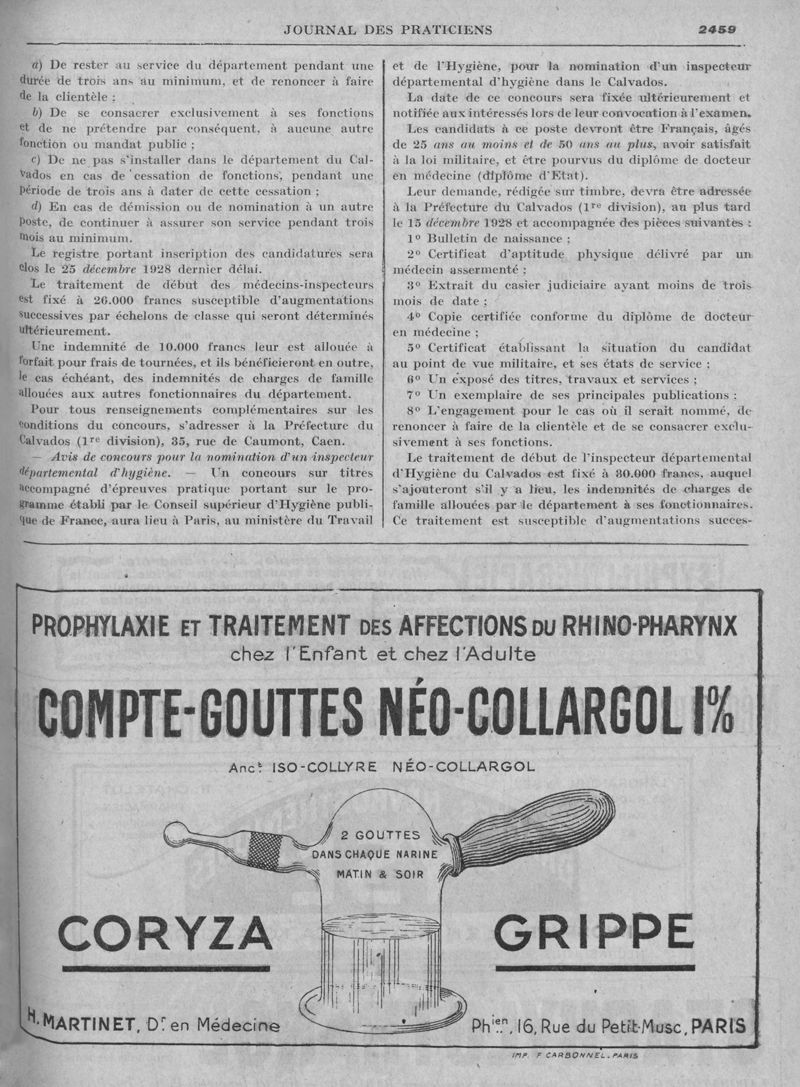 JOURNAL DES PRATICIENS 2459
a) De rester au service du département pendant une
durée de trois ans au minimum, et de renoncer à faire
de la clientèle ;
b) De se consacrer exclusivement à ses fonctions
et de ne prétendre par conséquent, à aucune autre
fonction ou mandat public ;
c) De ne pas s'installer dans le département du Cal-
vados en cas de cessation de fonctions, pendant une
période de trois ans à dater de cette cessation ;
d) En cas de démission ou de nomination à un autre
poste, de continuer à assurer son service pendant trois
mois au minimum.
Le registre portant inscription des candidatures sera
clos le 25 décembre 1928 dernier délai.
Le traitement de début des médecins-inspecteurs
est fixé à 26.000 francs susceptible d'augmentations
successives par échelons de classe qui seront déterminés
ultérieurement.
Une indemnité de 10.000 francs leur est allouée à
forfait pour frais de tournées, et ils bénéficieront en outre,
le cas échéant, des indemnités de charges de famille
allouées aux autres fonctionnaires du département.
Pour tous renseignements complémentaires sur les
conditions du concours, s'adresser à la Préfecture du
Calvados (1re division), 35, rue de Caumont, Caen.
— Avis de concours pour la nomination d'un inspecteur
départemental d'hygiène. — Un concours sur titres
accompagné d'épreuves pratique portant sur le pro-
gramme établi par le Conseil supérieur d'Hygiène publi-
que de France, aura lieu à Paris, au ministère du Travail
et de l'Hygiène, pour la nomination d'un inspecteur
départemental d'hygiène dans le Calvados.
La date de ce concours sera fixée ultérieurement et
notifiée aux intéressés lors de leur convocation à l'examen.
Les candidats à ce poste devront être Français, âgés
de 25 ans au moins et de 50 ans au plus, avoir satisfait
à la loi militaire, et être pourvus du diplôme de docteur
en médecine (diplôme d'Etat).
Leur demande, rédigée sur timbre, devra être adressée
à la Préfecture du Calvados (1re division), au plus tard
le 15 décembre 1928 et accompagnée des pièces suivantes :
1° Bulletin de naissance ;
2° Certificat d'aptitude physique délivré par un
médecin assermenté ;
3° Extrait du casier judiciaire ayant moins de trois
mois de date ;
4° Copie certifiée conforme du diplôme de docteur
en médecine ;
5° Certificat établissant la situation du candidat
au point de vue militaire, et ses états de service ;
6° Un exposé des titres, travaux et services ;
7° Un exemplaire de ses principales publications :
8° L'engagement pour le cas où il serait nommé, de
renoncer à faire de la clientèle et de se consacrer exclu-
sivement à ses fonctions.
Le traitement de début de l'inspecteur départemental
d'Hygiène du Calvados est fixé à 30.000 francs, auquel
s'ajouteront s'il y a lieu, les indemnités de charges de
famille allouées par le département à ses fonctionnaires.
Ce traitement est susceptible d'augmentations succes-
PROPHYLAXIE ET TRAITEMENT DES AFFECTIONS DU RHINO-PHARYNX
chez l'Enfant et chez l'Adulte
COMPTE-GOUTTES NÉO-COLLARGOL 1%
Anct. ISO-COLLYRE NÉO-COLLARGOL
2 GOUTTES
DANS CHAQUE NARINE
MATIN & SOIR
CORYZA GRIPPE
H. MARTINET, Dr. en Médecine Phien., 16, Rue du Petit-Musc, PARIS
IMP. F CARBONNEL. PARIS